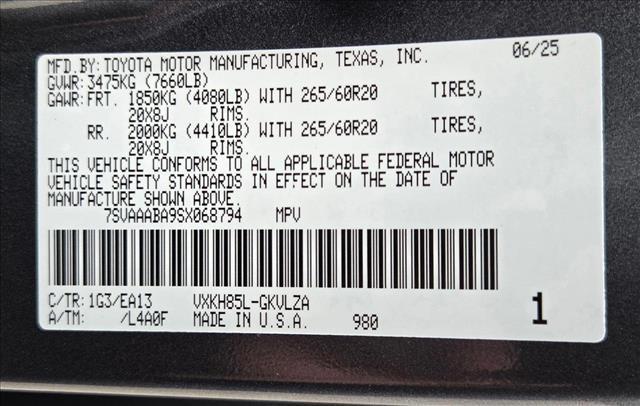 MFD.BY: TOYOTA MOTOR MANUFACTURING, TEXAS, INC. 06/25
GVWR: 3475KG (7660LB)
GAWR: FRT. 1850KG (4080LB) WITH 265/60R20 TIRES,
20X8J RIMS.
RR. 2000KG (4410LB) WITH 265/60R20 TIRES,
20X8J RIMS.
THIS VEHICLE CONFORMS TO ALL APPLICABLE FEDERAL MOTOR
VEHICLE SAFETY STANDARDS IN EFFECT ON THE DATE OF
MANUFACTURE SHOWN ABOVE.
7SVAAABA9SX068794 MPV
C/TR: 1G3/EA13 VXKH85L-GKVLZA
A/TM: /L4A0F MADE IN U.S.A. 980 1